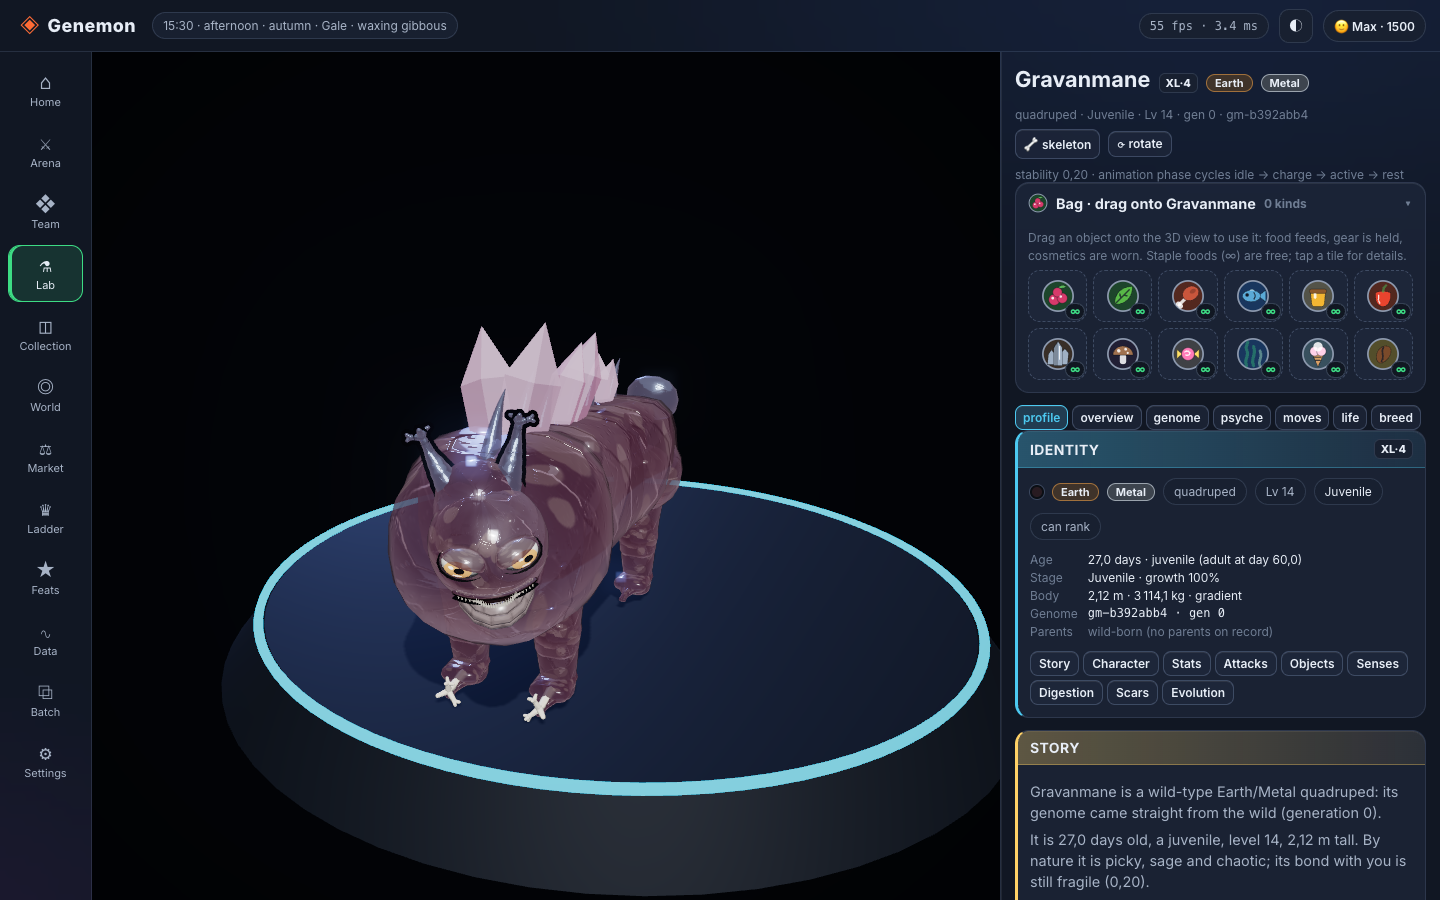 Genemon
15:30 · afternoon · autumn · Gale · waxing gibbous
55 fps · 3.4 ms
Max · 1500
Home
Arena
Team
Lab
Collection
World
Market
Ladder
Feats
Data
Batch
Settings
Gravanmane XL·4 Earth Metal
quadruped · Juvenile · Lv 14 · gen 0 · gm-b392abb4
skeleton
rotate
stability 0,20 · animation phase cycles idle → charge → active → rest
Bag · drag onto Gravanmane 0 kinds
Drag an object onto the 3D view to use it: food feeds, gear is held,
cosmetics are worn. Staple foods (∞) are free; tap a tile for details.
∞ ∞ ∞ ∞ ∞ ∞
∞ ∞ ∞ ∞ ∞ ∞
profile overview genome psyche moves life breed
IDENTITY XL·4
Earth Metal quadruped Lv 14 Juvenile
can rank
Age 27,0 days · juvenile (adult at day 60,0)
Stage Juvenile · growth 100%
Body 2,12 m · 3 114,1 kg · gradient
Genome gm-b392abb4 · gen 0
Parents wild-born (no parents on record)
Story Character Stats Attacks Objects Senses
Digestion Scars Evolution
STORY
Gravanmane is a wild-type Earth/Metal quadruped: its
genome came straight from the wild (generation 0).
It is 27,0 days old, a juvenile, level 14, 2,12 m tall. By
nature it is picky, sage and chaotic; its bond with you is
still fragile (0,20).